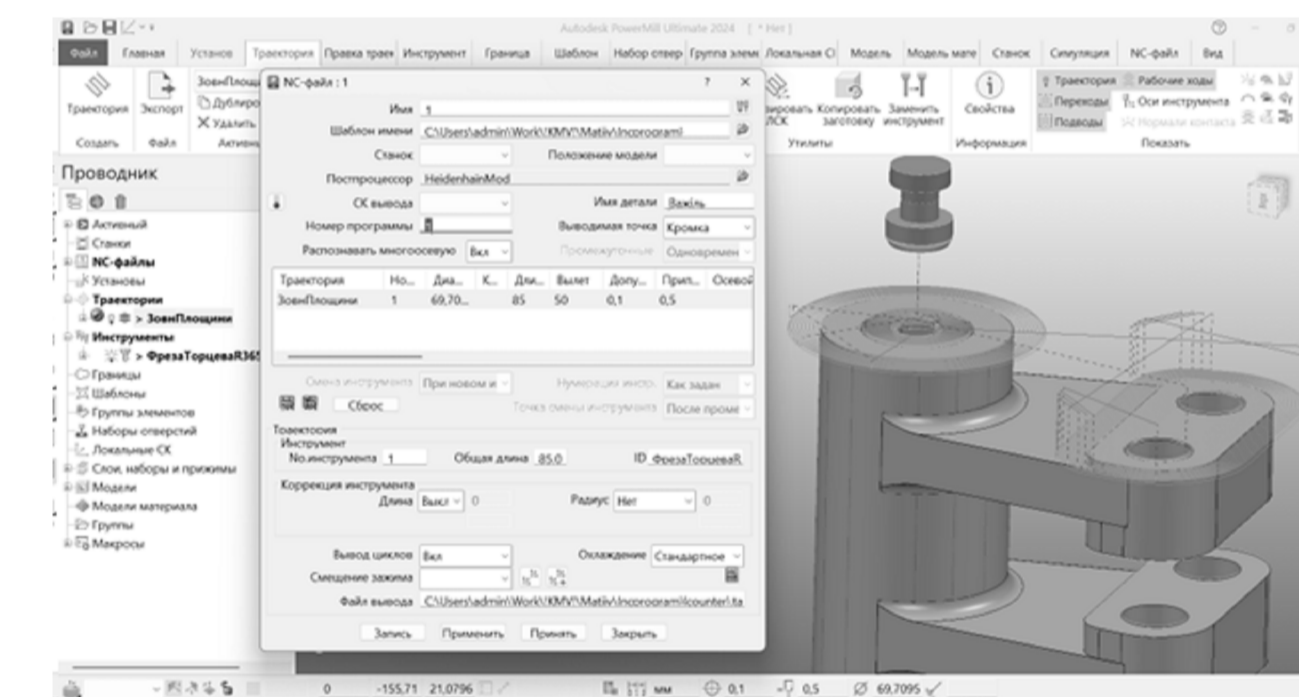 Autodesk PowerMill Ultimate 2024 [ * Нет ]
Файл Главная Установ Траектория Правка траек Инструмент Граница Шаблон Набор отвер Группа элем Локальная С Модель Модель мате Станок Симуляция NC-файл Вид
Траектория Экспорт
ЗовнПлощи
Дублиро
Удалить
Создать Файл Активн
ировать ЛСК
Копировать заготовку
Заменить инструмент
Свойства
Траектория Рабочие ходы
Переходы Оси инструмента
Подводы Нормали контакта
Утилиты Информация Показать
Проводник
Активный
Станки
NC-файлы
Установы
Траектории
> ЗовнПлощини
Инструменты
> ФрезаТорцеваR365
Границы
Шаблоны
Группы элементов
Наборы отверстий
Локальные СК
Слои, наборы и прижимы
Модели
Модели материала
Группы
Макросы
NC-файл : 1 ? ×
Имя 1
Шаблон имени C:\Users\admin\Work\!KMV!\Matiiv\!ncprogram!
Станок Положение модели
Постпроцессор HeidenhainMod
СК вывода Имя детали Важіль
Номер программы 1 Выводимая точка Кромка
Распознавать многоосевую Вкл Промежуточные Одновремен
Траектория Но... Диа... К... Дли... Вылет Допу... Прип... Осевой
ЗовнПлощини 1 69,70... 85 50 0,1 0,5
Смена инструмента При новом и Нумерация инстр. Как задан
Сброс Точка смены инструмента После проме
Траектория
Инструмент
No.инструмента 1 Общая длина 85.0 ID ФрезаТорцеваR
Коррекция инструмента
Длина Выкл 0 Радиус Нет 0
Вывод циклов Вкл Охлаждение Стандартное
Смещение зажима
Файл вывода C:\Users\admin\Work\!KMV!\Matiiv\!ncprogram!\counter!.ta
Запись Применить Принять Закрыть
0 -155,71 21,0796 мм 0,1 0,5 69,7095